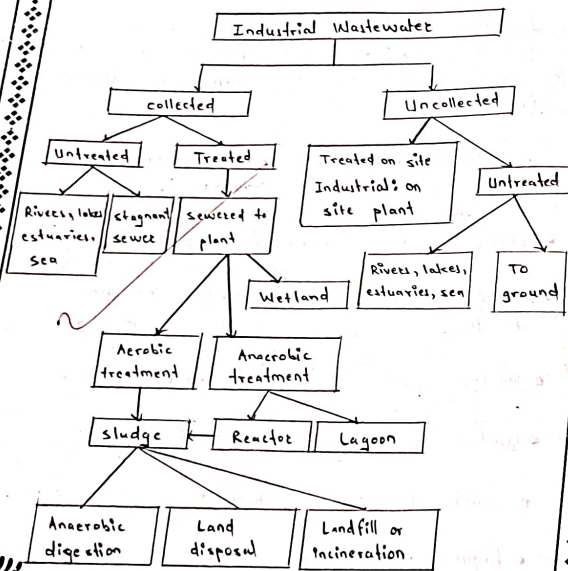 Industrial Wastewater
collected
Uncollected
Untreated
Treated
Treated on site
Industrial: on
site plant
Untreated
Rivers, lakes
estuaries,
sea
stagnant
sewer
sewered to
plant
Rivers, lakes,
estuaries, sea
To
ground
Wetland
Aerobic
treatment
Anaerobic
treatment
sludge
Reactor
Lagoon
Anaerobic
digestion
Land
disposal
Landfill or
incineration